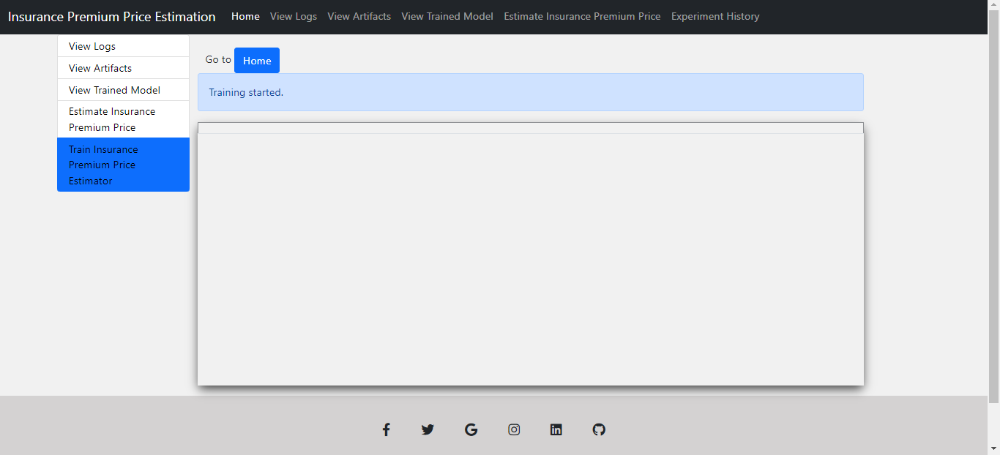 Insurance Premium Price Estimation Home View Logs View Artifacts View Trained Model Estimate Insurance Premium Price Experiment History
View Logs
View Artifacts
View Trained Model
Estimate Insurance
Premium Price
Train Insurance
Premium Price
Estimator
Go to Home
Training started.